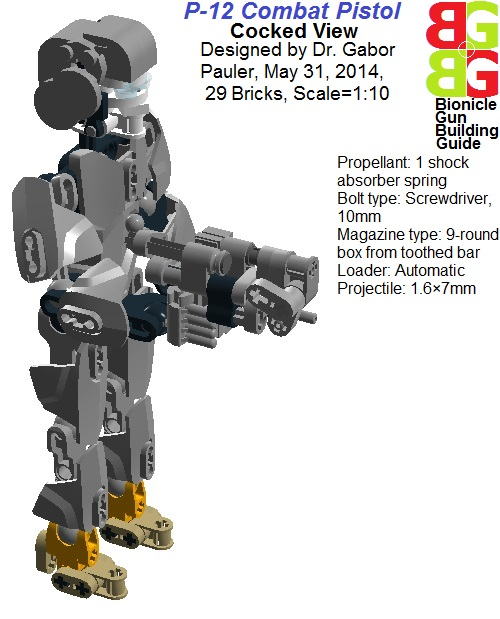 P-12 Combat Pistol
Cocked View
Designed by Dr. Gabor
Pauler, May 31, 2014,
29 Bricks, Scale=1:10
BG
BG
Bionicle
Gun
Building
Guide
Propellant: 1 shock
absorber spring
Bolt type: Screwdriver,
10mm
Magazine type: 9-round
box from toothed bar
Loader: Automatic
Projectile: 1.6×7mm